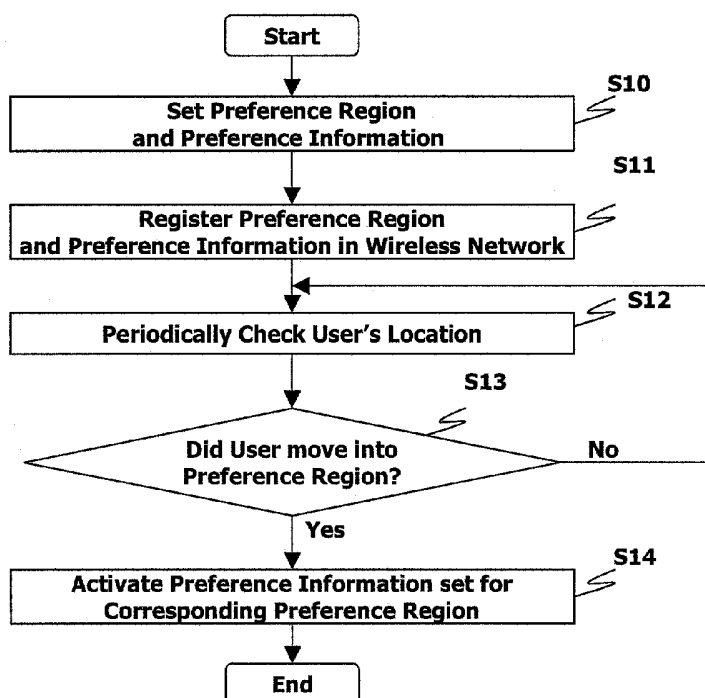 Start
S10
Set Preference Region
and Preference Information
S11
Register Preference Region
and Preference Information in Wireless Network
S12
Periodically Check User's Location
S13
Did User move into
Preference Region?
No
Yes
S14
Activate Preference Information set for
Corresponding Preference Region
End